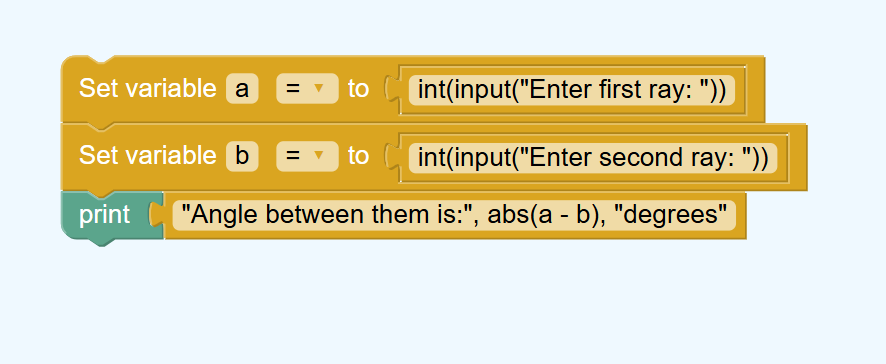 Set variable a = ▾ to int(input("Enter first ray: "))
Set variable b = ▾ to int(input("Enter second ray: "))
print "Angle between them is:", abs(a - b), "degrees"